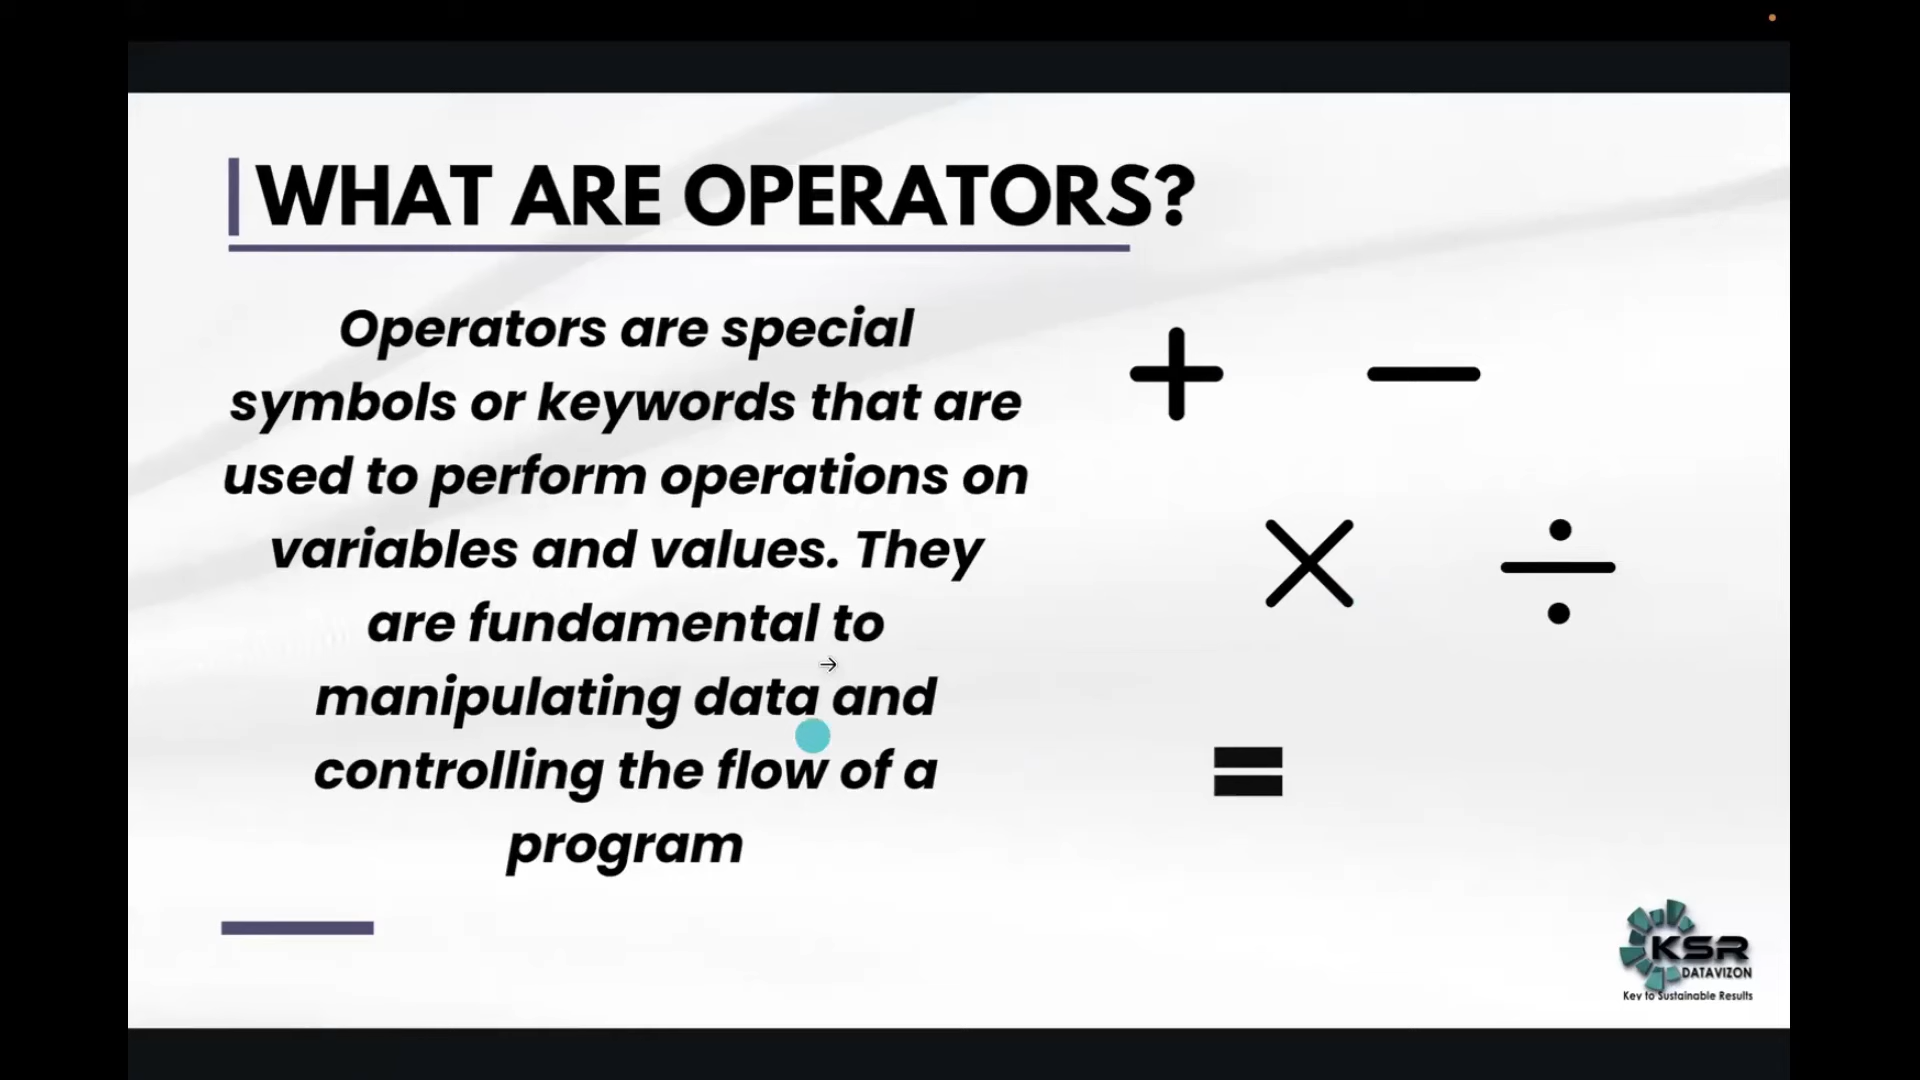 WHAT ARE OPERATORS?
Operators are special
symbols or keywords that are
used to perform operations on
variables and values. They
are fundamental to
manipulating data and
controlling the flow of a
program
+ −
× ÷
=
KSR
DATAVIZON
Key to Sustainable Results